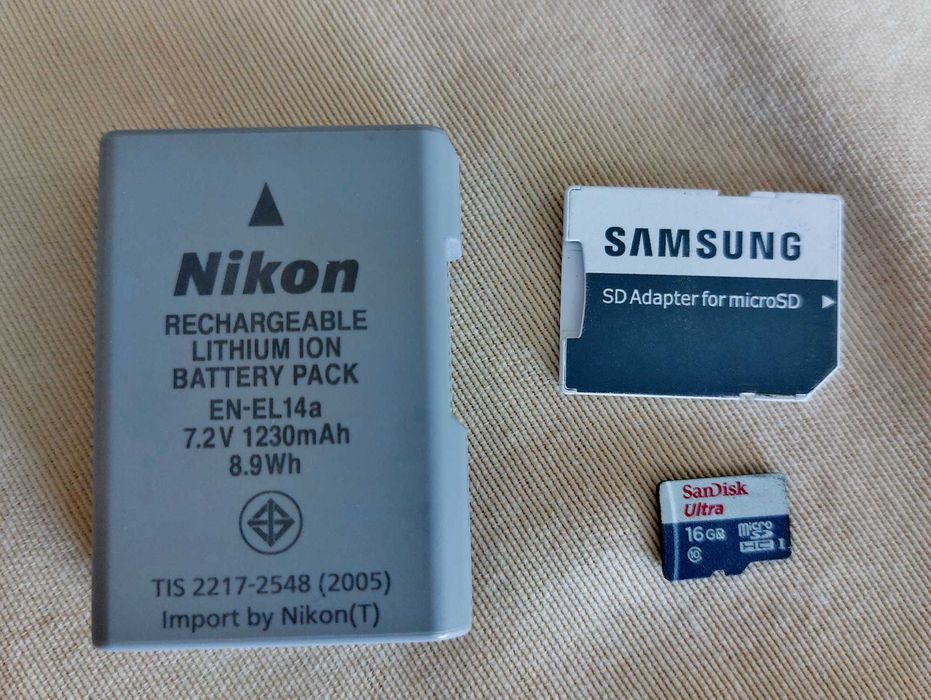 Nikon
RECHARGEABLE
LITHIUM ION
BATTERY PACK
EN-EL14a
7.2V 1230mAh
8.9Wh
TIS 2217-2548 (2005)
Import by Nikon(T)
SAMSUNG
SD Adapter for microSD
SanDisk
Ultra
16GB micro
SD
10 HC I